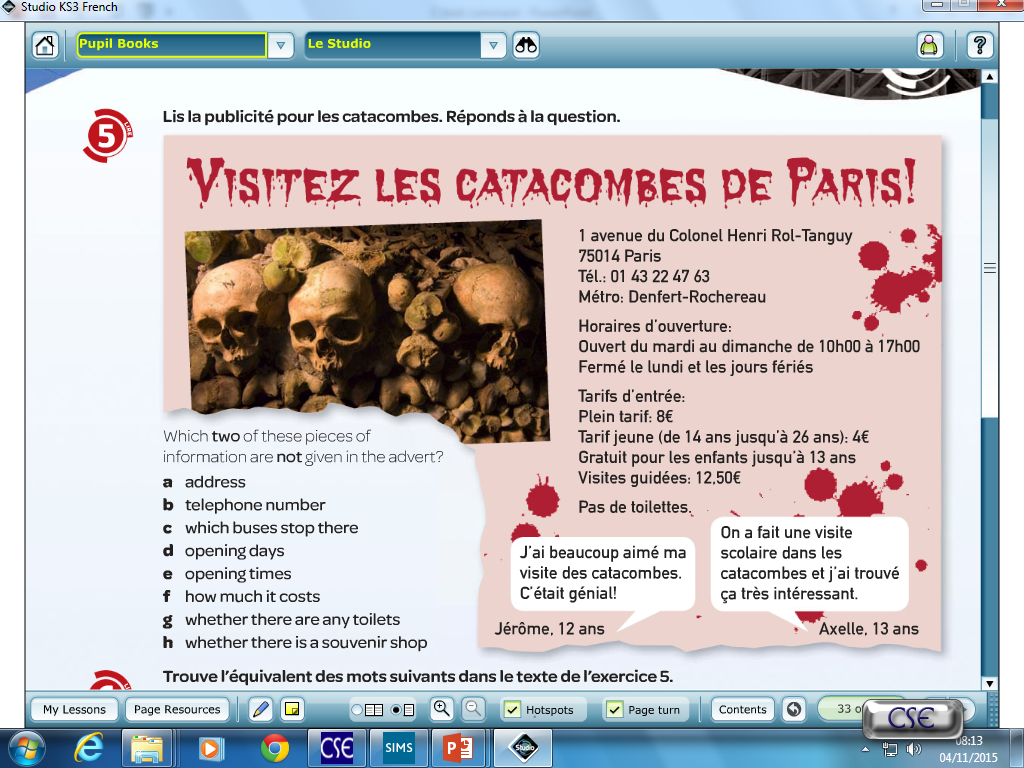 Studio KS3 French
Pupil Books
Le Studio
?
5
LIRE
Lis la publicité pour les catacombes. Réponds à la question.
VISITEZ LES CATACOMBES DE PARIS!
1 avenue du Colonel Henri Rol-Tanguy
75014 Paris
Tél.: 01 43 22 47 63
Métro: Denfert-Rochereau
Horaires d'ouverture:
Ouvert du mardi au dimanche de 10h00 à 17h00
Fermé le lundi et les jours fériés
Tarifs d'entrée:
Plein tarif: 8€
Tarif jeune (de 14 ans jusqu'à 26 ans): 4€
Gratuit pour les enfants jusqu'à 13 ans
Visites guidées: 12,50€
Pas de toilettes.
J'ai beaucoup aimé ma
visite des catacombes.
C'était génial!
Jérôme, 12 ans
On a fait une visite
scolaire dans les
catacombes et j'ai trouvé
ça très intéressant.
Axelle, 13 ans
Which two of these pieces of
information are not given in the advert?
a address
b telephone number
c which buses stop there
d opening days
e opening times
f how much it costs
g whether there are any toilets
h whether there is a souvenir shop
Trouve l'équivalent des mots suivants dans le texte de l'exercice 5.
My Lessons
Page Resources
Hotspots
Page turn
Contents
33
CSE
CSE
SIMS
Studio
08:13
04/11/2015